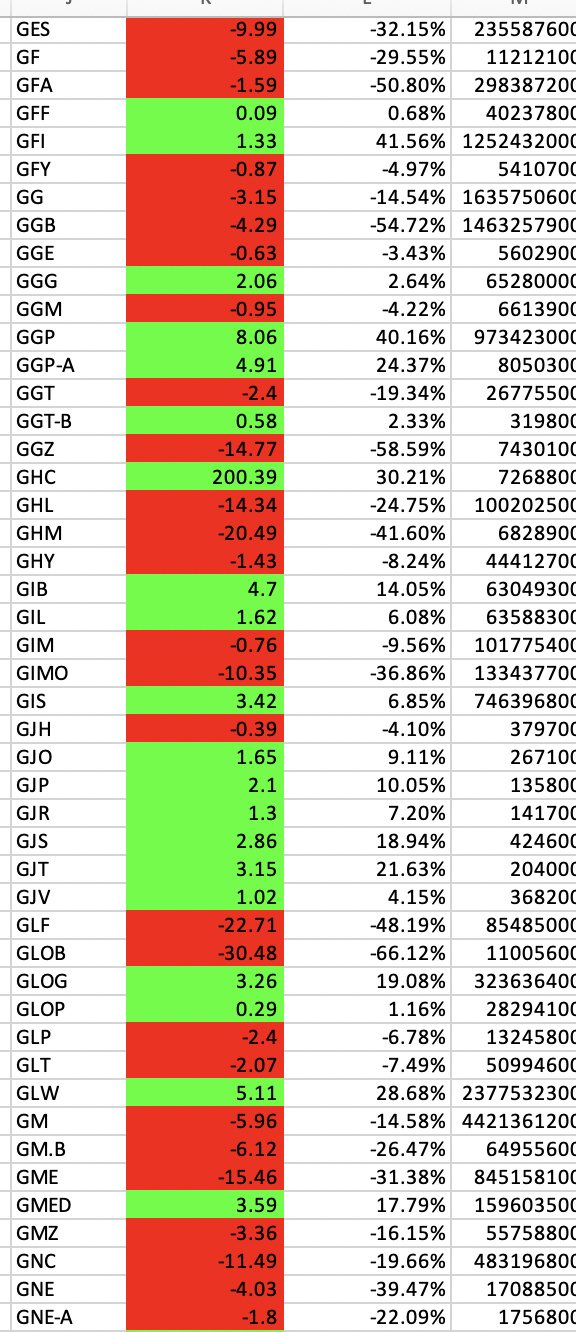 GES -9.99 -32.15% 235587600
GF -5.89 -29.55% 11212100
GFA -1.59 -50.80% 298387200
GFF 0.09 0.68% 40237800
GFI 1.33 41.56% 1252432000
GFY -0.87 -4.97% 5410700
GG -3.15 -14.54% 1635750600
GGB -4.29 -54.72% 1463257900
GGE -0.63 -3.43% 5602900
GGG 2.06 2.64% 65280000
GGM -0.95 -4.22% 6613900
GGP 8.06 40.16% 973423000
GGP-A 4.91 24.37% 8050300
GGT -2.4 -19.34% 26775500
GGT-B 0.58 2.33% 319800
GGZ -14.77 -58.59% 7430100
GHC 200.39 30.21% 7268800
GHL -14.34 -24.75% 100202500
GHM -20.49 -41.60% 6828900
GHY -1.43 -8.24% 44412700
GIB 4.7 14.05% 63049300
GIL 1.62 6.08% 63588300
GIM -0.76 -9.56% 101775400
GIMO -10.35 -36.86% 133437700
GIS 3.42 6.85% 746396800
GJH -0.39 -4.10% 379700
GJO 1.65 9.11% 267100
GJP 2.1 10.05% 135800
GJR 1.3 7.20% 141700
GJS 2.86 18.94% 424600
GJT 3.15 21.63% 204000
GJV 1.02 4.15% 368200
GLF -22.71 -48.19% 85485000
GLOB -30.48 -66.12% 11005600
GLOG 3.26 19.08% 323636400
GLOP 0.29 1.16% 28294100
GLP -2.4 -6.78% 13245800
GLT -2.07 -7.49% 50994600
GLW 5.11 28.68% 2377532300
GM -5.96 -14.58% 4421361200
GM.B -6.12 -26.47% 64955600
GME -15.46 -31.38% 845158100
GMED 3.59 17.79% 159603500
GMZ -3.36 -16.15% 55758800
GNC -11.49 -19.66% 483196800
GNE -4.03 -39.47% 17088500
GNE-A -1.8 -22.09% 1756800